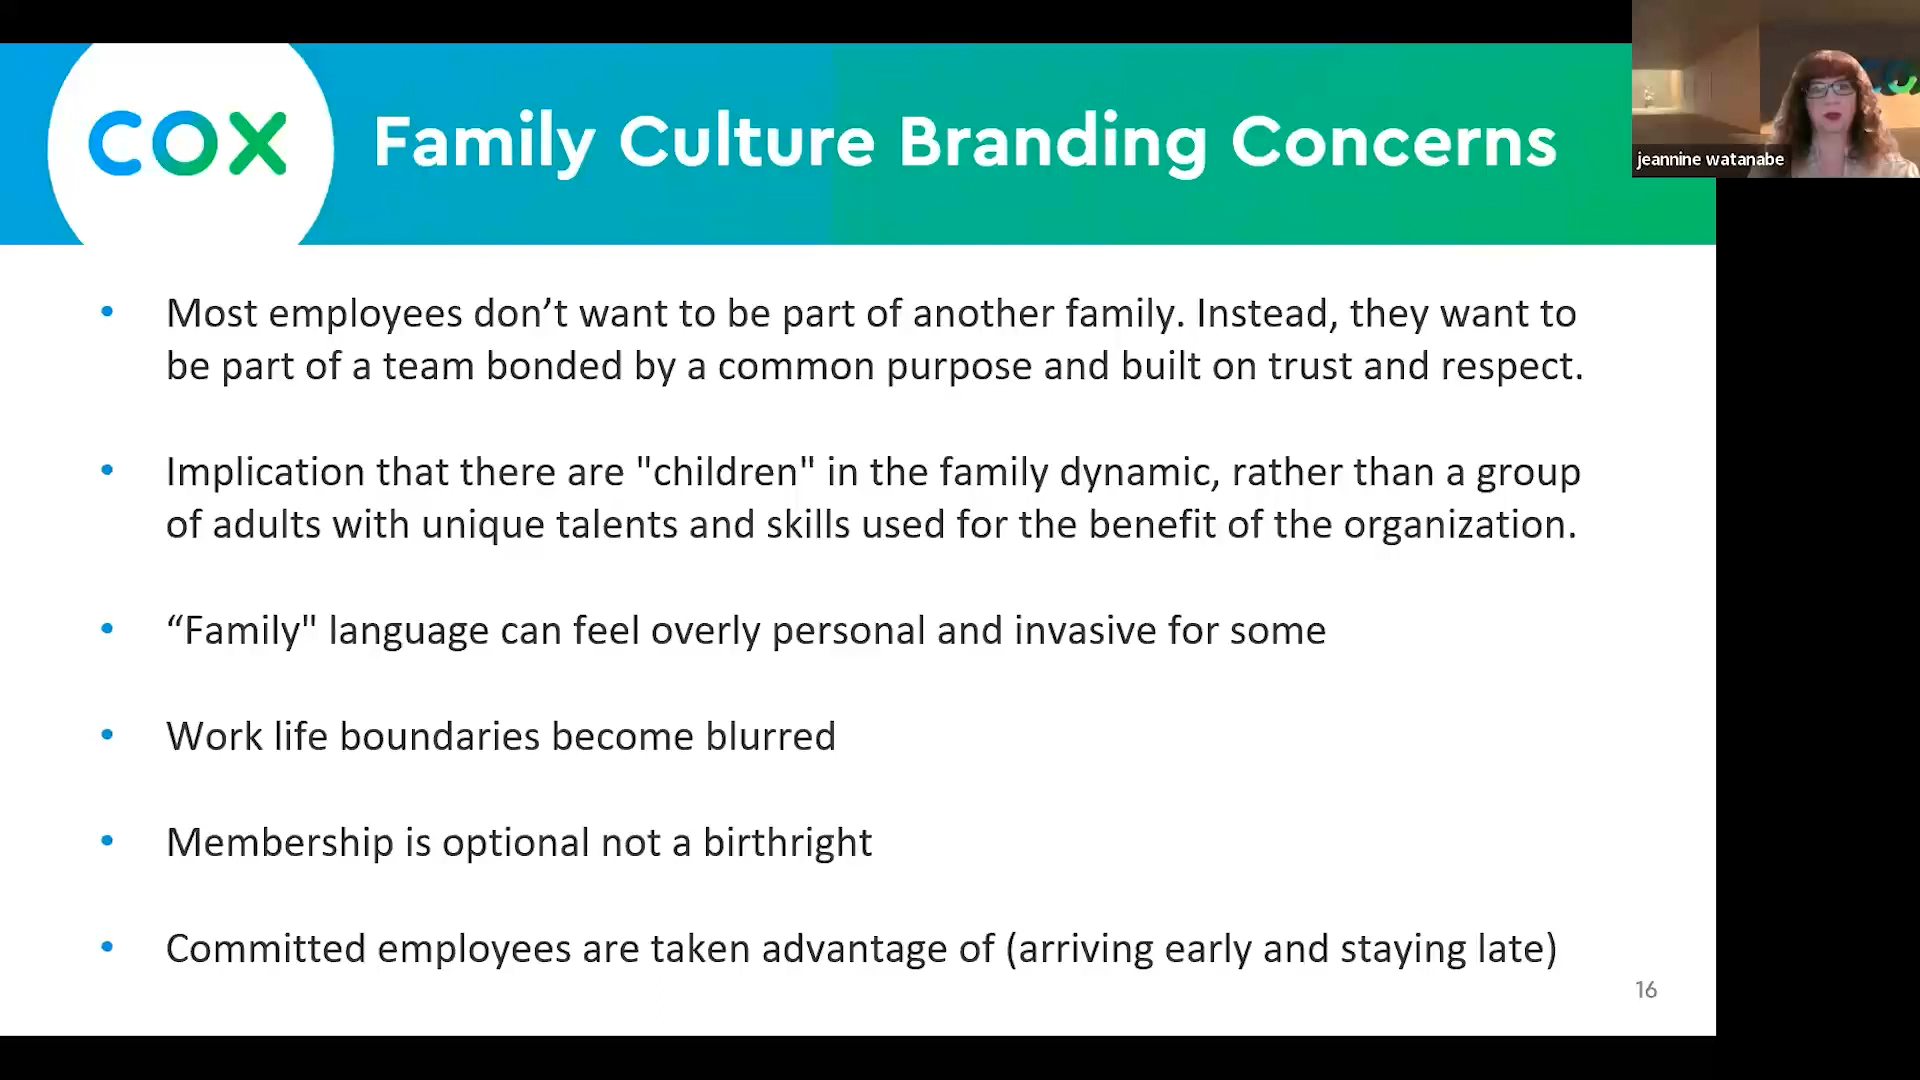 COX
Family Culture Branding Concerns
jeannine watanabe
• Most employees don’t want to be part of another family. Instead, they want to
be part of a team bonded by a common purpose and built on trust and respect.
• Implication that there are "children" in the family dynamic, rather than a group
of adults with unique talents and skills used for the benefit of the organization.
• “Family" language can feel overly personal and invasive for some
• Work life boundaries become blurred
• Membership is optional not a birthright
• Committed employees are taken advantage of (arriving early and staying late)
16